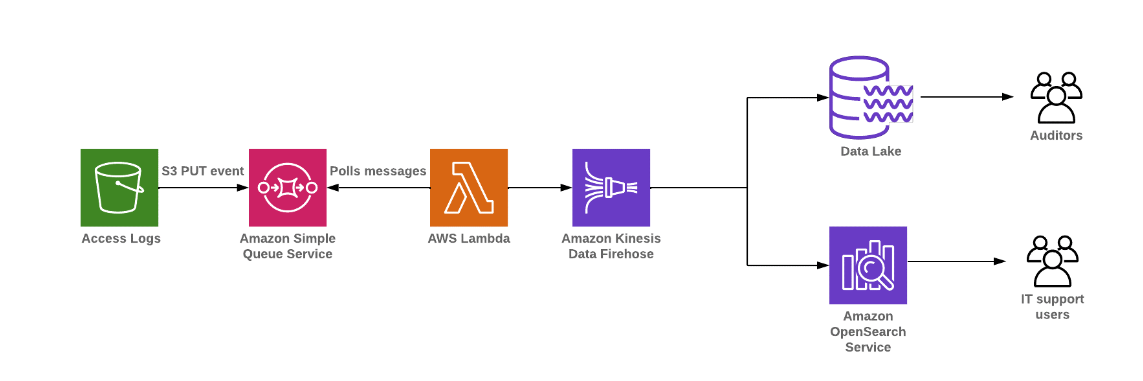 S3 PUT event
Polls messages
Access Logs
Amazon Simple
Queue Service
AWS Lambda
Amazon Kinesis
Data Firehose
Data Lake
Auditors
Amazon
OpenSearch
Service
IT support
users